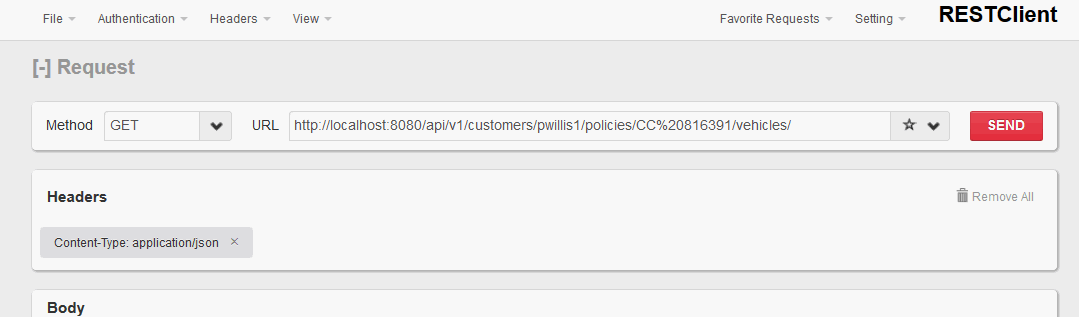 File Authentication Headers View Favorite Requests Setting RESTClient
[-] Request
Method GET URL http://localhost:8080/api/v1/customers/pwillis1/policies/CC%20816391/vehicles/ SEND
Headers Remove All
Content-Type: application/json ×
Body